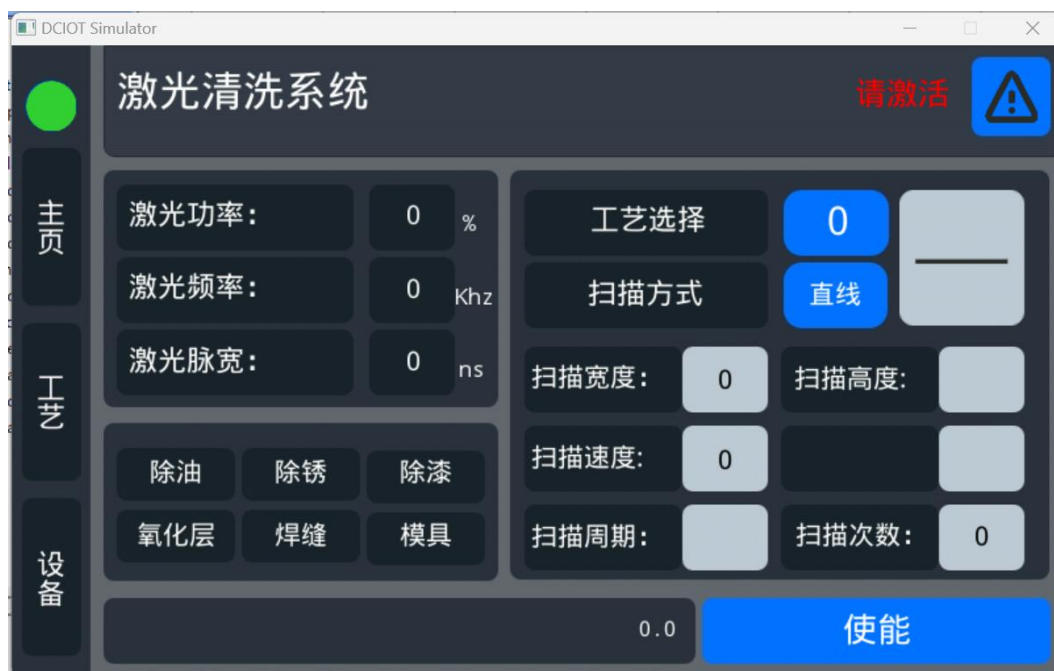 DCIOT Simulator
激光清洗系统
请激活
主页
工艺
设备
激光功率: 0 %
激光频率: 0 Khz
激光脉宽: 0 ns
除油 除锈 除漆
氧化层 焊缝 模具
工艺选择 0
扫描方式 直线
扫描宽度: 0 扫描高度:
扫描速度: 0
扫描周期: 扫描次数: 0
0.0
使能